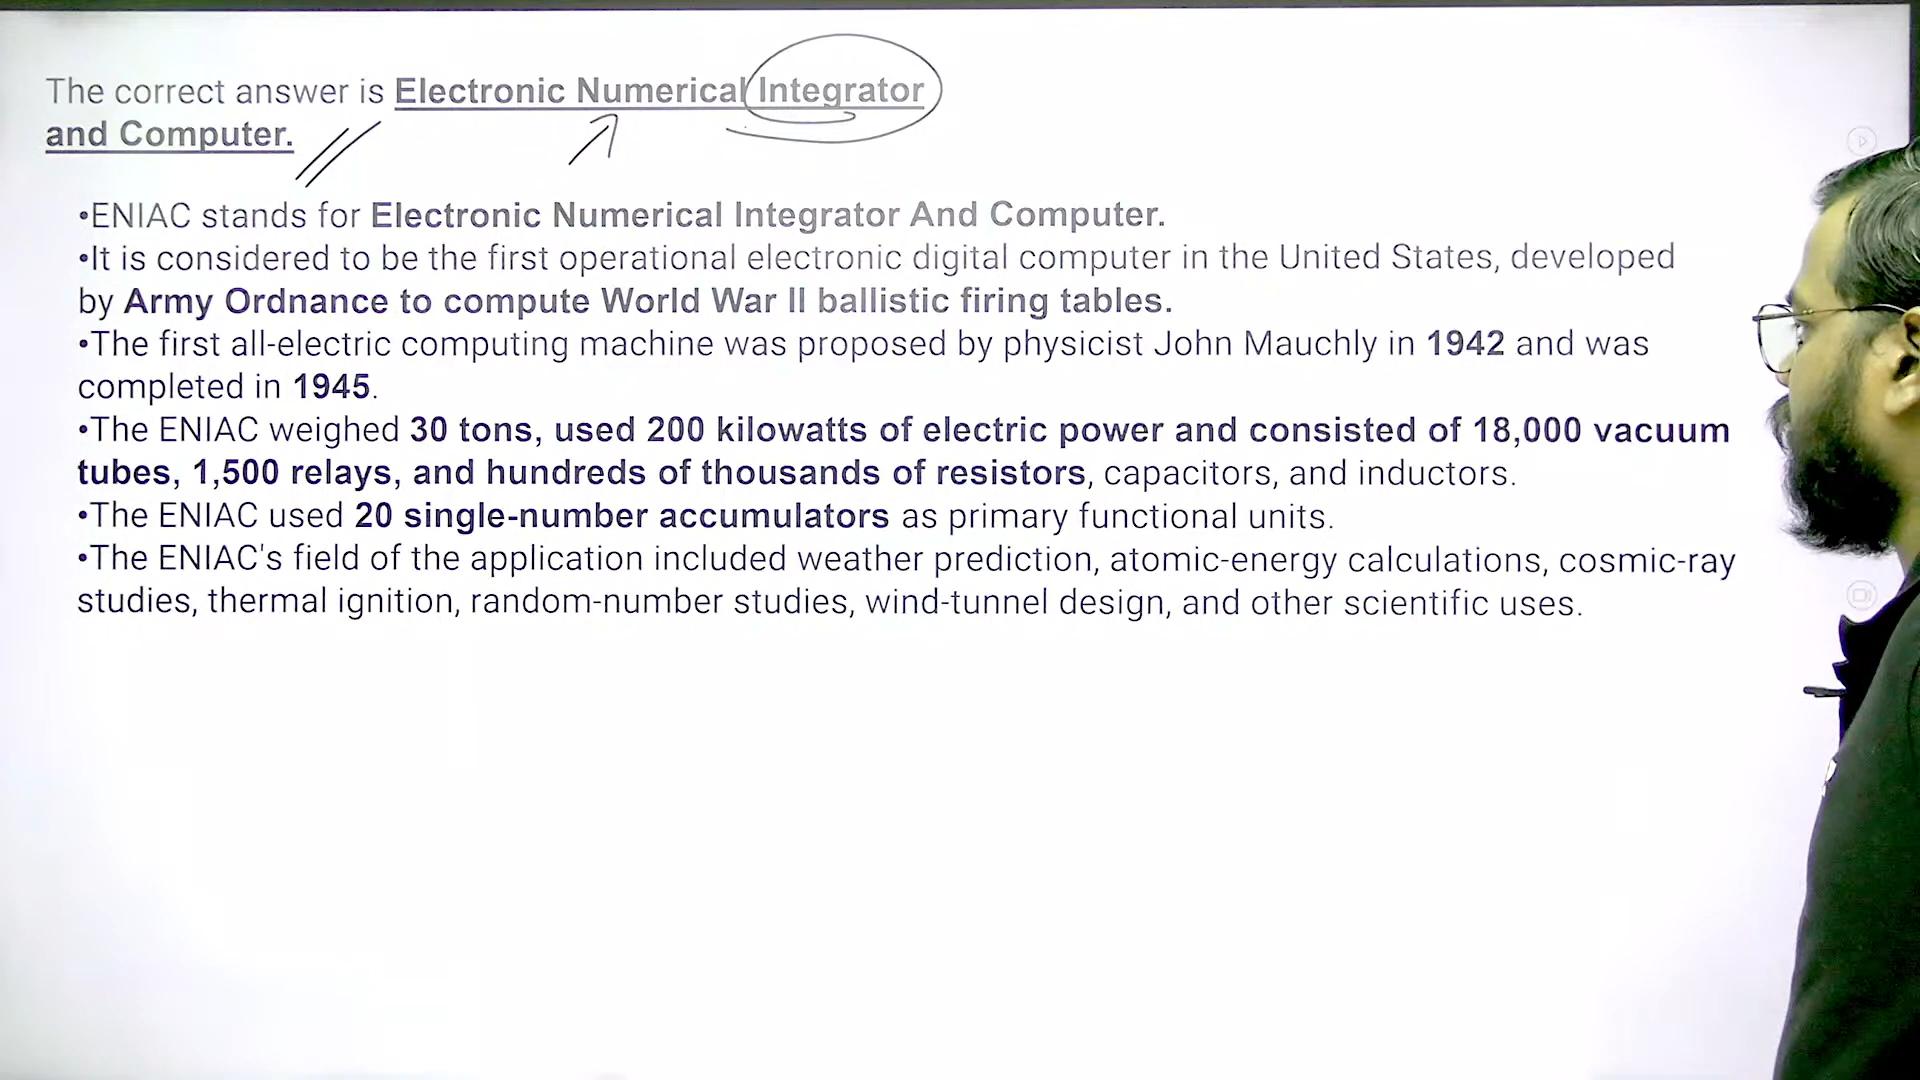 The correct answer is Electronic Numerical Integrator
and Computer.
•ENIAC stands for Electronic Numerical Integrator And Computer.
•It is considered to be the first operational electronic digital computer in the United States, developed
by Army Ordnance to compute World War II ballistic firing tables.
•The first all-electric computing machine was proposed by physicist John Mauchly in 1942 and was
completed in 1945.
•The ENIAC weighed 30 tons, used 200 kilowatts of electric power and consisted of 18,000 vacuum
tubes, 1,500 relays, and hundreds of thousands of resistors, capacitors, and inductors.
•The ENIAC used 20 single-number accumulators as primary functional units.
•The ENIAC's field of the application included weather prediction, atomic-energy calculations, cosmic-ray
studies, thermal ignition, random-number studies, wind-tunnel design, and other scientific uses.